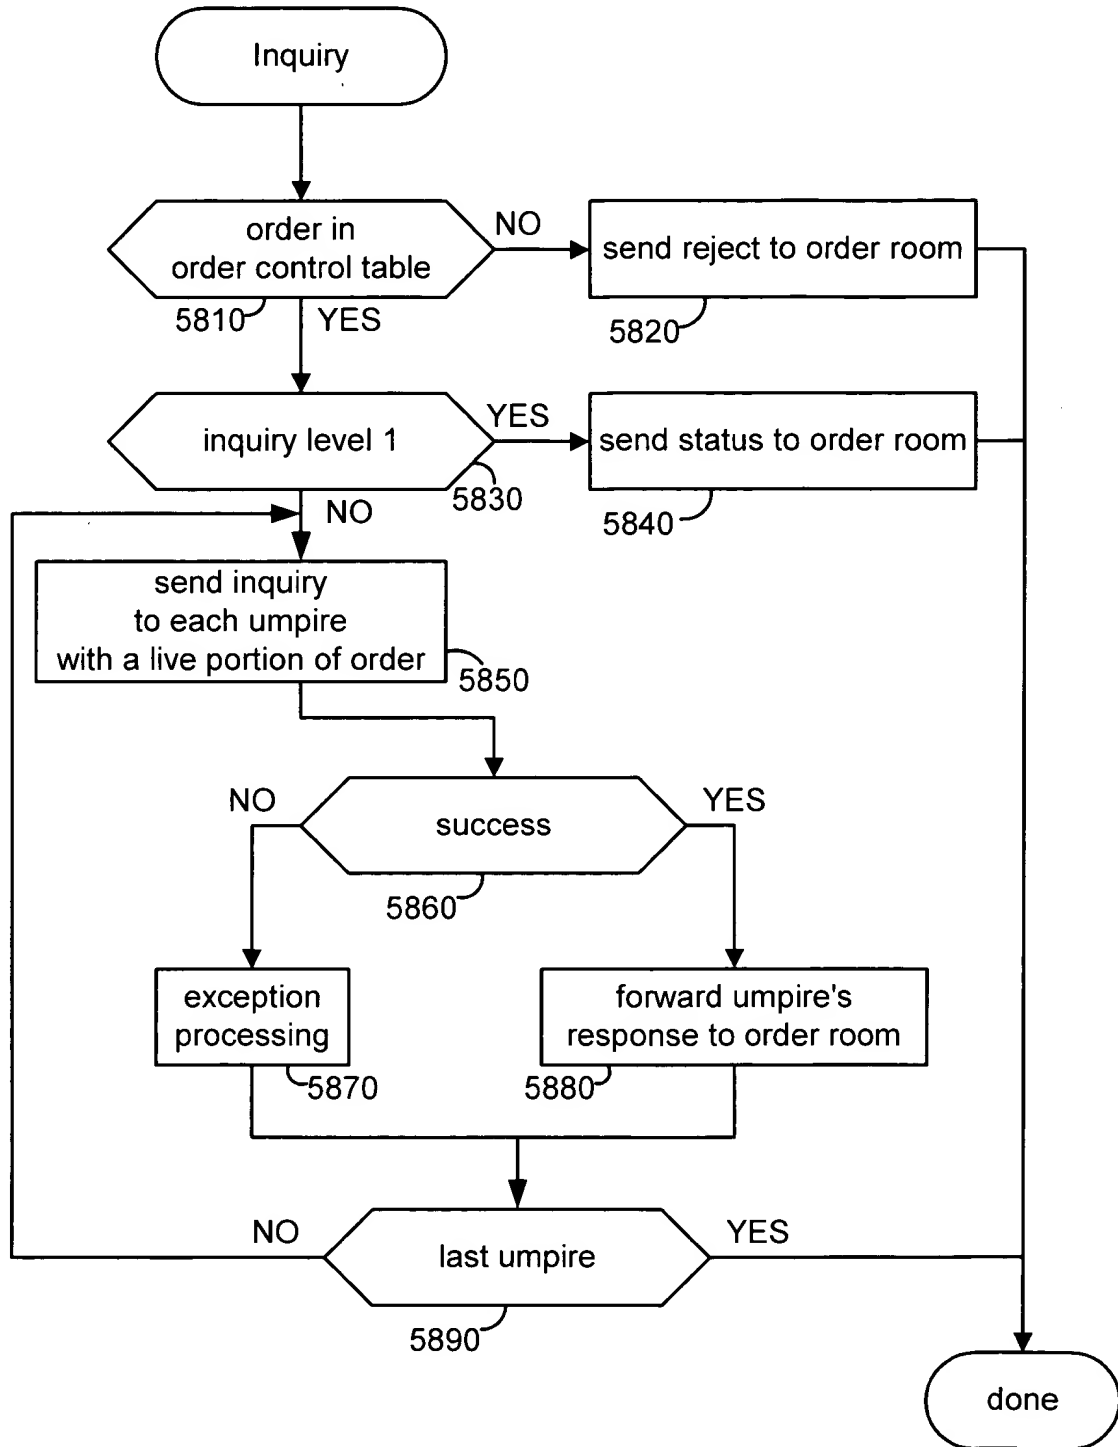 Inquiry
order in
order control table
NO
send reject to order room
5810
YES
5820
inquiry level 1
YES
send status to order room
5830
5840
NO
send inquiry
to each umpire
with a live portion of order
5850
NO
success
YES
5860
exception
processing
forward umpire's
response to order room
5870
5880
NO
last umpire
YES
5890
done